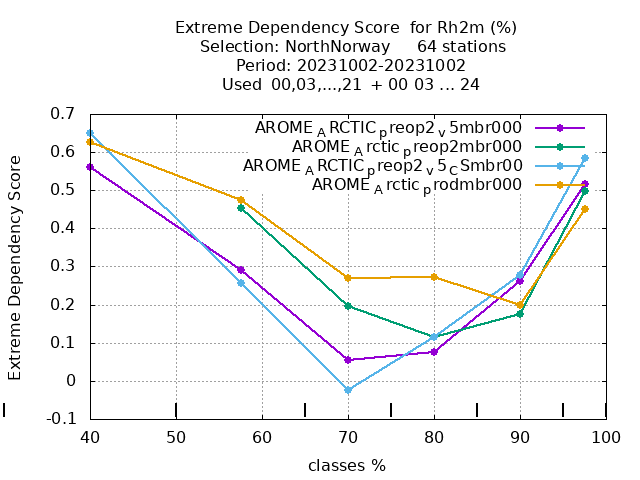 Extreme Dependency Score for Rh2m (%)
Selection: NorthNorway 64 stations
Period: 20231002-20231002
Used 00,03,...,21 + 00 03 ... 24
Extreme Dependency Score
0.7
0.6
0.5
0.4
0.3
0.2
0.1
0
-0.1
AROME_ARCTIC_preop2_v5mbr000
AROME_Arctic_preop2mbr000
AROME_ARCTIC_preop2_v5_CSmbr00
AROME_Arctic_prodmbr000
40 50 60 70 80 90 100
classes %